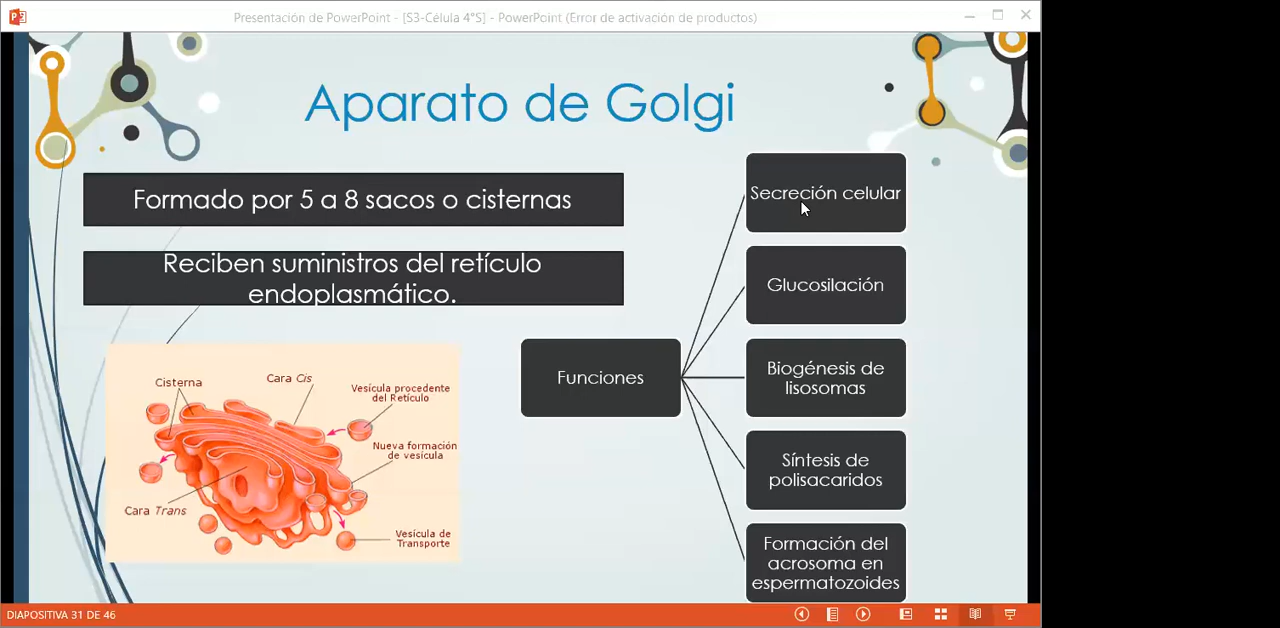 Presentación de PowerPoint - [S3-Célula 4°S] - PowerPoint (Error de activación de productos)
Aparato de Golgi
Formado por 5 a 8 sacos o cisternas
Reciben suministros del retículo
endoplasmático.
Cisterna
Cara Cis
Vesícula procedente
del Retículo
Nueva formación
de vesícula
Cara Trans
Vesícula de
Transporte
Funciones
Secreción celular
Glucosilación
Biogénesis de
lisosomas
Síntesis de
polisacaridos
Formación del
acrosoma en
espermatozoides
DIAPOSITIVA 31 DE 46